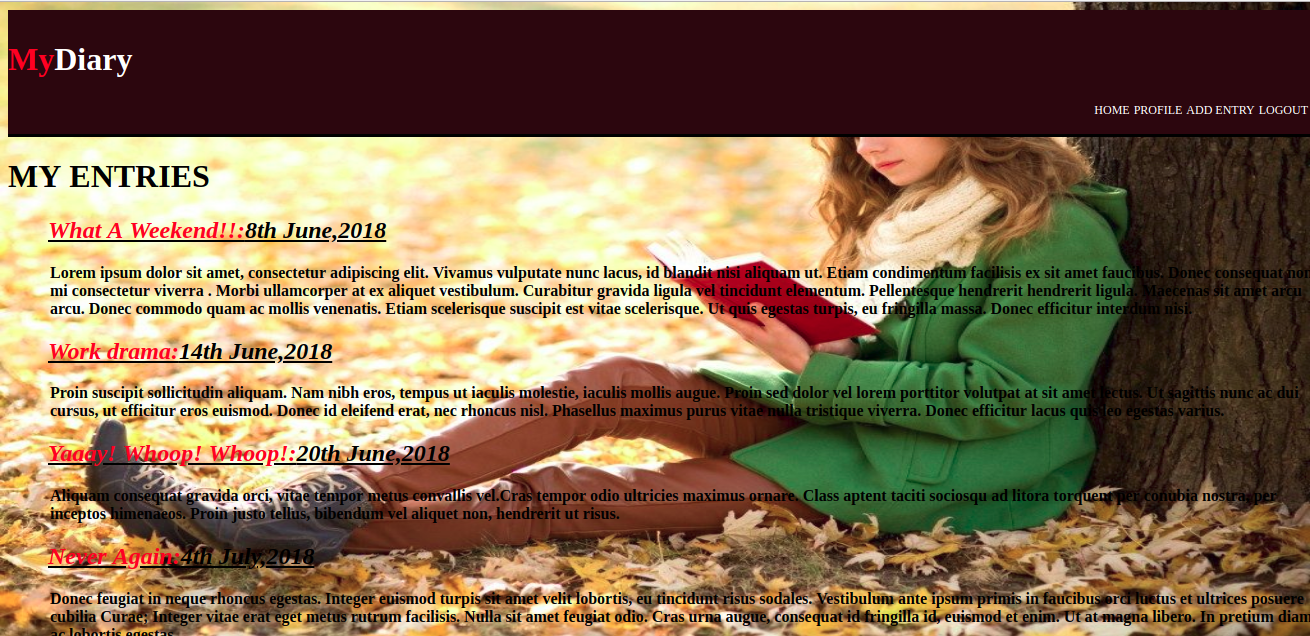 MyDiary
HOME PROFILE ADD ENTRY LOGOUT
MY ENTRIES
What A Weekend!!:8th June,2018
Lorem ipsum dolor sit amet, consectetur adipiscing elit. Vivamus vulputate nunc lacus, id blandit nisi aliquam ut. Etiam condimentum facilisis ex sit amet faucibus. Donec consequat non
mi consectetur viverra . Morbi ullamcorper at ex aliquet vestibulum. Curabitur gravida ligula vel tincidunt elementum. Pellentesque hendrerit hendrerit ligula. Maecenas sit amet arcu
arcu. Donec commodo quam ac mollis venenatis. Etiam scelerisque suscipit est vitae scelerisque. Ut quis egestas turpis, eu fringilla massa. Donec efficitur interdum nisi.
Work drama:14th June,2018
Proin suscipit sollicitudin aliquam. Nam nibh eros, tempus ut iaculis molestie, iaculis mollis augue. Proin sed dolor vel lorem porttitor volutpat at sit amet lectus. Ut sagittis nunc ac dui
cursus, ut efficitur eros euismod. Donec id eleifend erat, nec rhoncus nisl. Phasellus maximus purus vitae nulla tristique viverra. Donec efficitur lacus quis leo egestas varius.
Yaaay! Whoop! Whoop!:20th June,2018
Aliquam consequat gravida orci, vitae tempor metus convallis vel.Cras tempor odio ultricies maximus ornare. Class aptent taciti sociosqu ad litora torquent per conubia nostra, per
inceptos himenaeos. Proin justo tellus, bibendum vel aliquet non, hendrerit ut risus.
Never Again:4th July,2018
Donec feugiat in neque rhoncus egestas. Integer euismod turpis sit amet velit lobortis, eu tincidunt risus sodales. Vestibulum ante ipsum primis in faucibus orci luctus et ultrices posuere
cubilia Curae; Integer vitae erat eget metus rutrum facilisis. Nulla sit amet feugiat odio. Cras urna augue, consequat id fringilla id, euismod et enim. Ut at magna libero. In pretium diam
ac lobortis egestas.